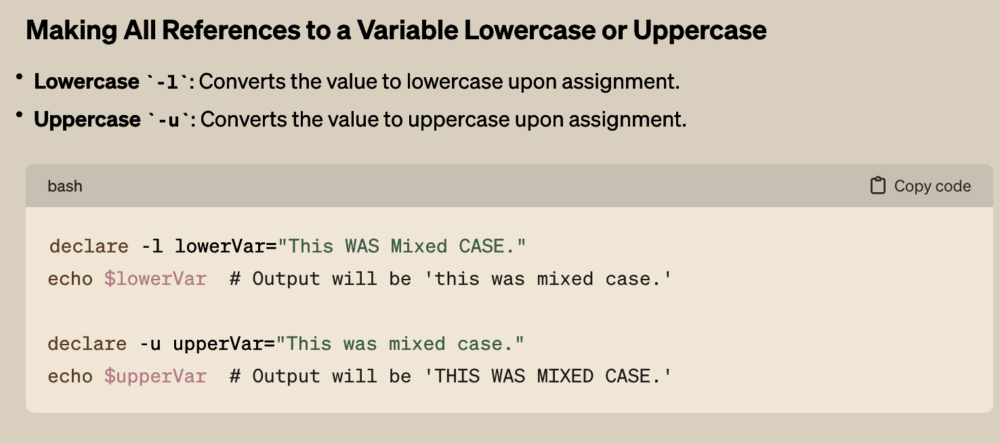 Making All References to a Variable Lowercase or Uppercase
• Lowercase `-l`: Converts the value to lowercase upon assignment.
• Uppercase `-u`: Converts the value to uppercase upon assignment.
bash Copy code
declare -l lowerVar="This WAS Mixed CASE."
echo $lowerVar  # Output will be 'this was mixed case.'
declare -u upperVar="This was mixed case."
echo $upperVar  # Output will be 'THIS WAS MIXED CASE.'